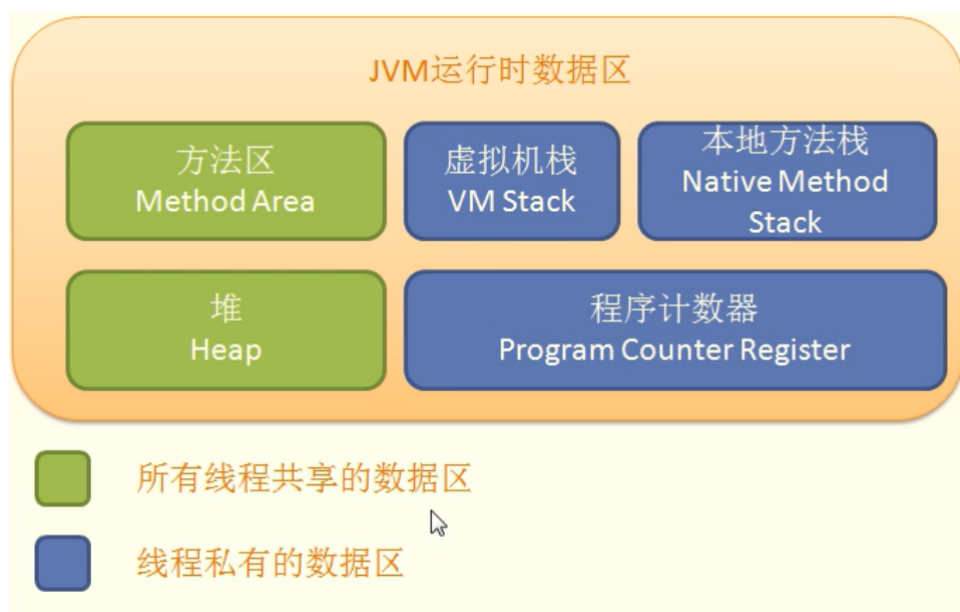 JVM运行时数据区
方法区
Method Area
虚拟机栈
VM Stack
本地方法栈
Native Method
Stack
堆
Heap
程序计数器
Program Counter Register
所有线程共享的数据区
线程私有的数据区